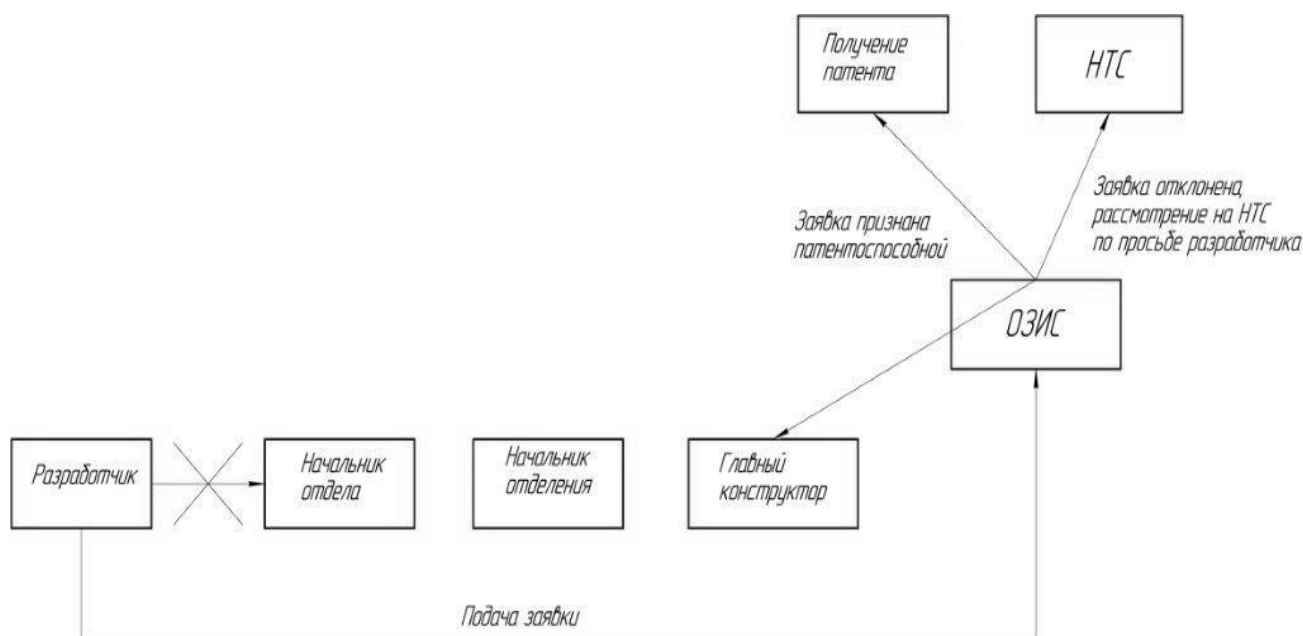 Получение
патента
НТС
Заявка признана
патентоспособной
Заявка отклонена,
рассмотрение на НТС
по просьбе разработчика
ОЗИС
Разработчик
Начальник
отдела
Начальник
отделения
Главный
конструктор
Подача заявки